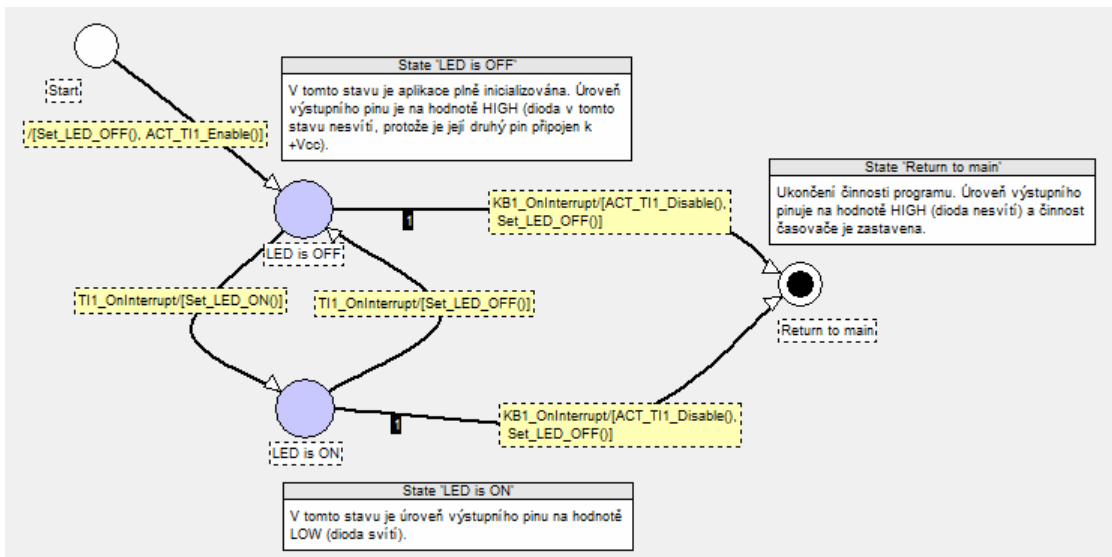 Start
/[Set_LED_OFF(), ACT_TI1_Enable()]
State 'LED is OFF'
V tomto stavu je aplikace plně inicializována. Úroveň
výstupního pinu je na hodnotě HIGH (dioda v tomto
stavu nesvítí, protože je její druhý pin připojen k
+Vcc).
State 'Return to main'
Ukončení činnosti programu. Úroveň výstupního
pinuje na hodnotě HIGH (dioda nesvítí) a činnost
časovače je zastavena.
KB1_OnInterrupt/[ACT_TI1_Disable(),
Set_LED_OFF()]
1
LED is OFF
TI1_OnInterrupt/[Set_LED_ON()]
TI1_OnInterrupt/[Set_LED_OFF()]
Return to main
KB1_OnInterrupt/[ACT_TI1_Disable(),
Set_LED_OFF()]
1
LED is ON
State 'LED is ON'
V tomto stavu je úroveň výstupního pinu na hodnotě
LOW (dioda svítí).